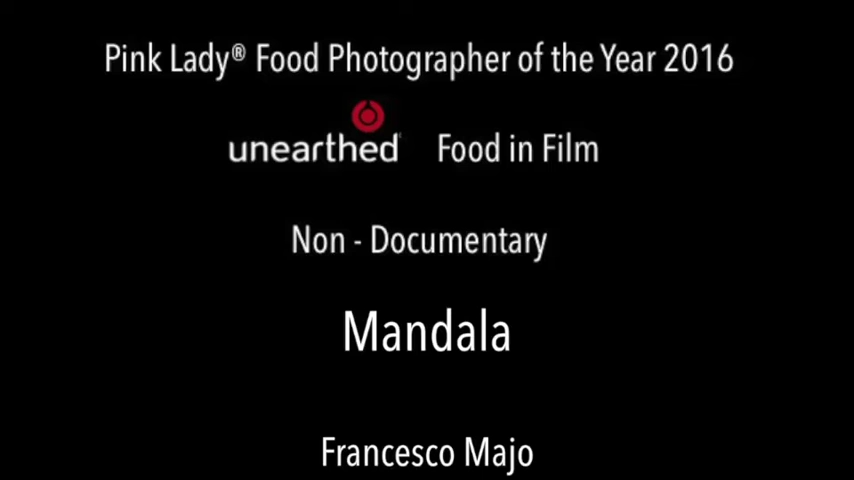 Pink Lady® Food Photographer of the Year 2016
unearthed Food in Film
Non - Documentary
Mandala
Francesco Majo